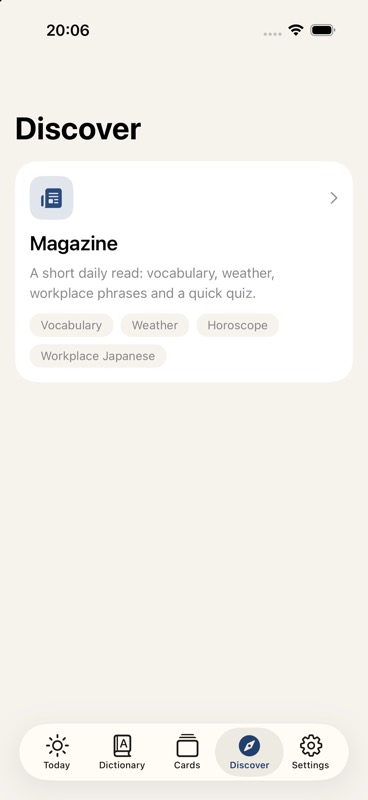 20:06
Discover
Magazine
A short daily read: vocabulary, weather,
workplace phrases and a quick quiz.
Vocabulary
Weather
Horoscope
Workplace Japanese
Today
Dictionary
Cards
Discover
Settings